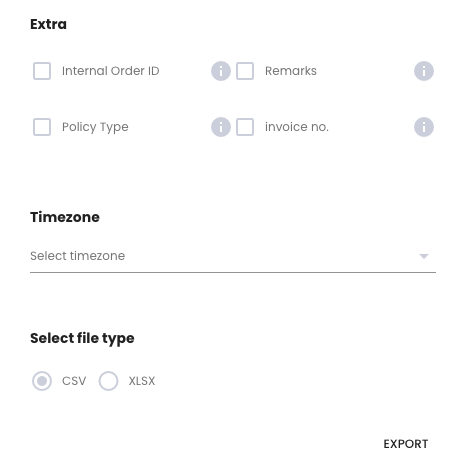 Extra
Internal Order ID
Remarks
Policy Type
invoice no.
Timezone
Select timezone
Select file type
CSV XLSX
EXPORT